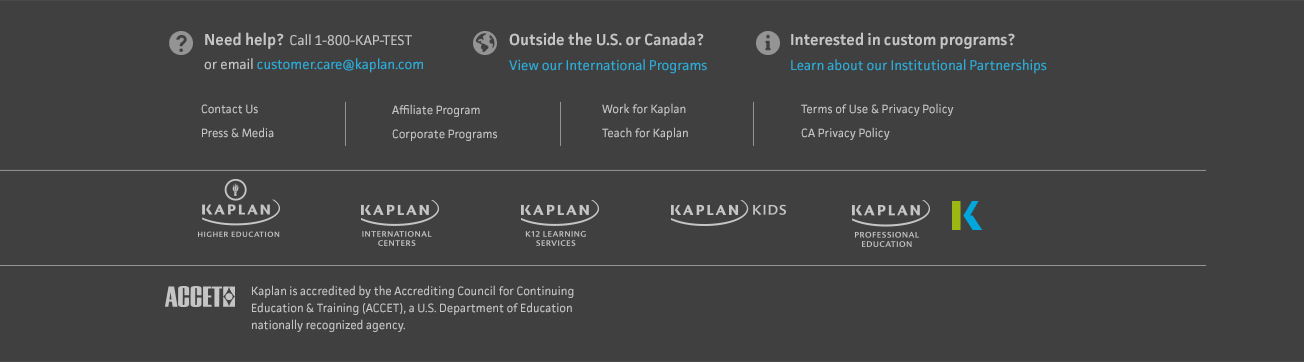 Need help? Call 1-800-KAP-TEST
or email customer.care@kaplan.com
Outside the U.S. or Canada?
View our International Programs
Interested in custom programs?
Learn about our Institutional Partnerships
Contact Us
Press & Media
Affiliate Program
Corporate Programs
Work for Kaplan
Teach for Kaplan
Terms of Use & Privacy Policy
CA Privacy Policy
KAPLAN
HIGHER EDUCATION
KAPLAN
INTERNATIONAL
CENTERS
KAPLAN
K12 LEARNING
SERVICES
KAPLAN KIDS
KAPLAN
PROFESSIONAL
EDUCATION
K
ACCET
Kaplan is accredited by the Accrediting Council for Continuing
Education & Training (ACCET), a U.S. Department of Education
nationally recognized agency.